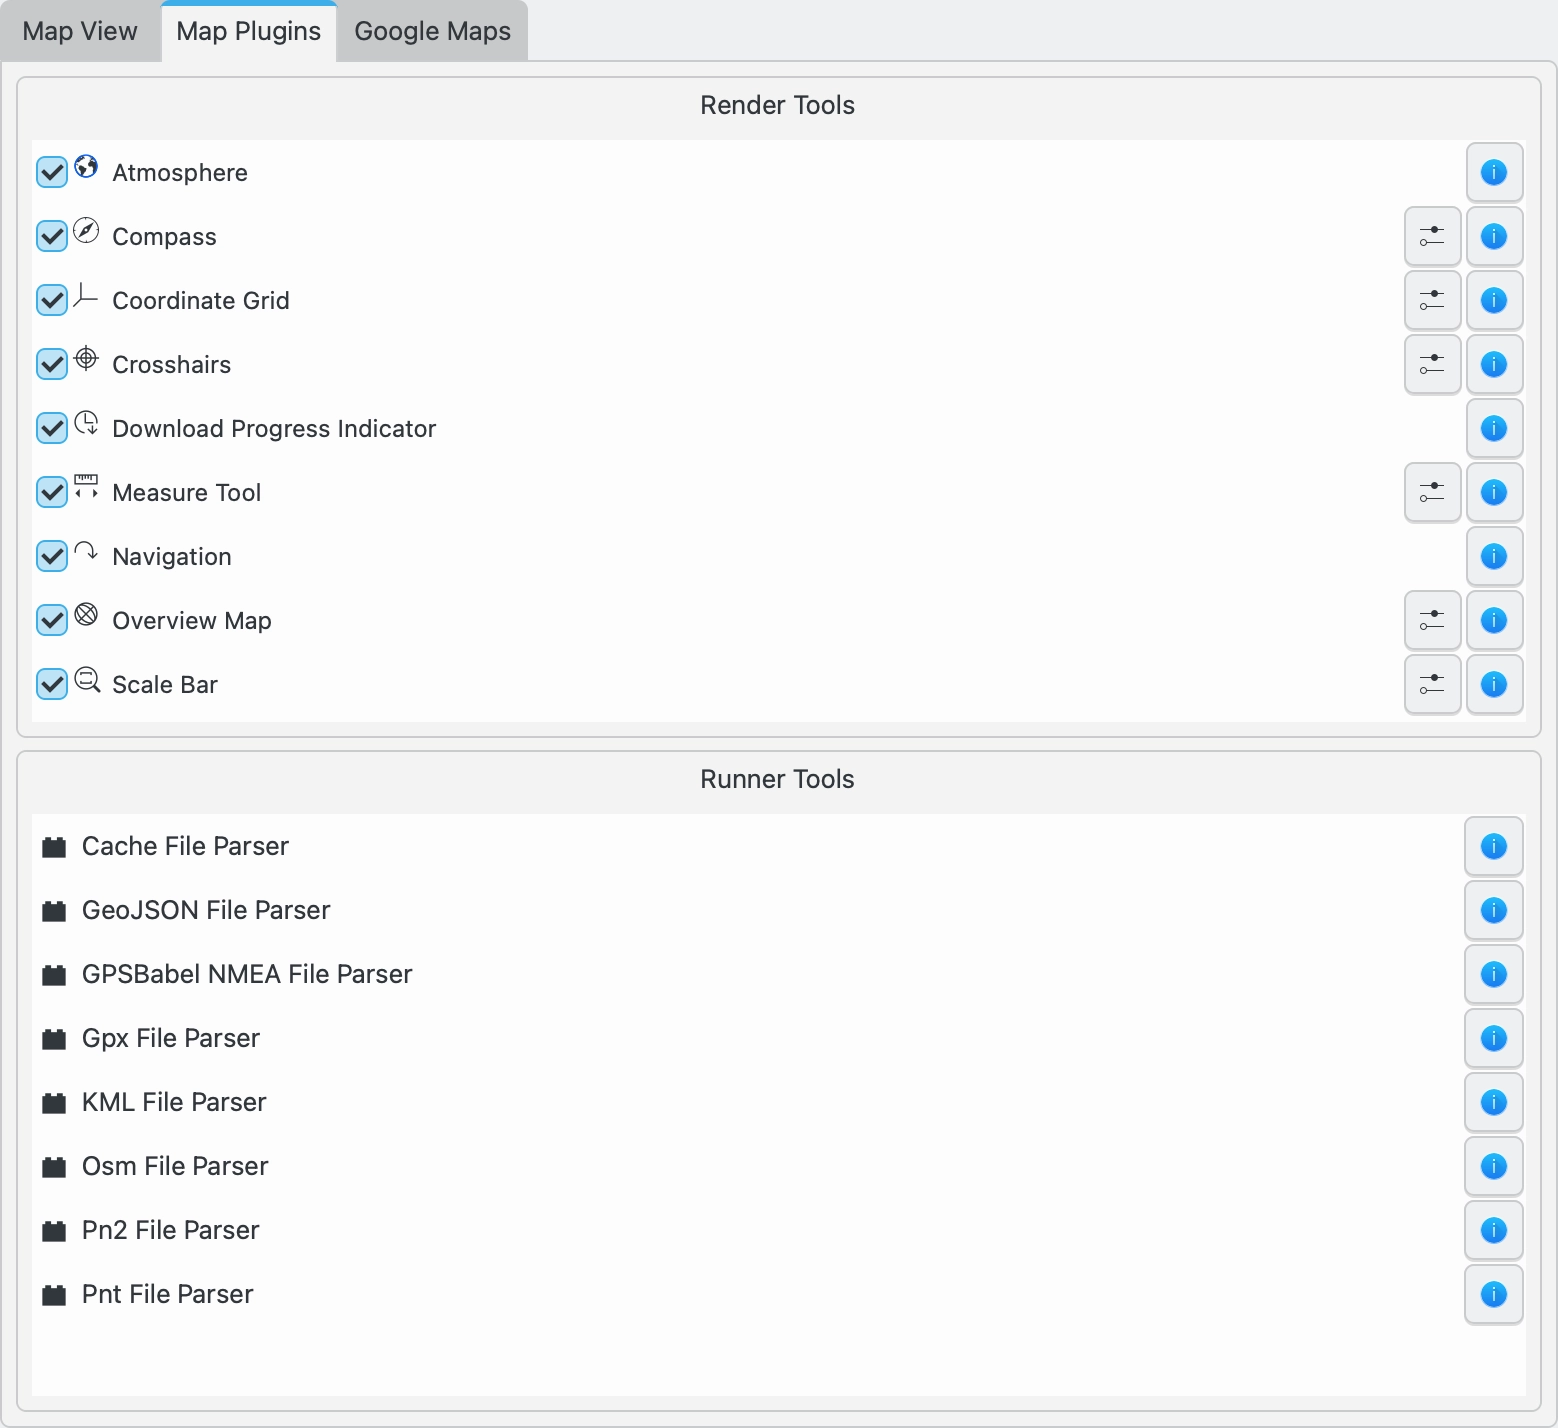 Map View Map Plugins Google Maps
Render Tools
Atmosphere
Compass
Coordinate Grid
Crosshairs
Download Progress Indicator
Measure Tool
Navigation
Overview Map
Scale Bar
Runner Tools
Cache File Parser
GeoJSON File Parser
GPSBabel NMEA File Parser
Gpx File Parser
KML File Parser
Osm File Parser
Pn2 File Parser
Pnt File Parser